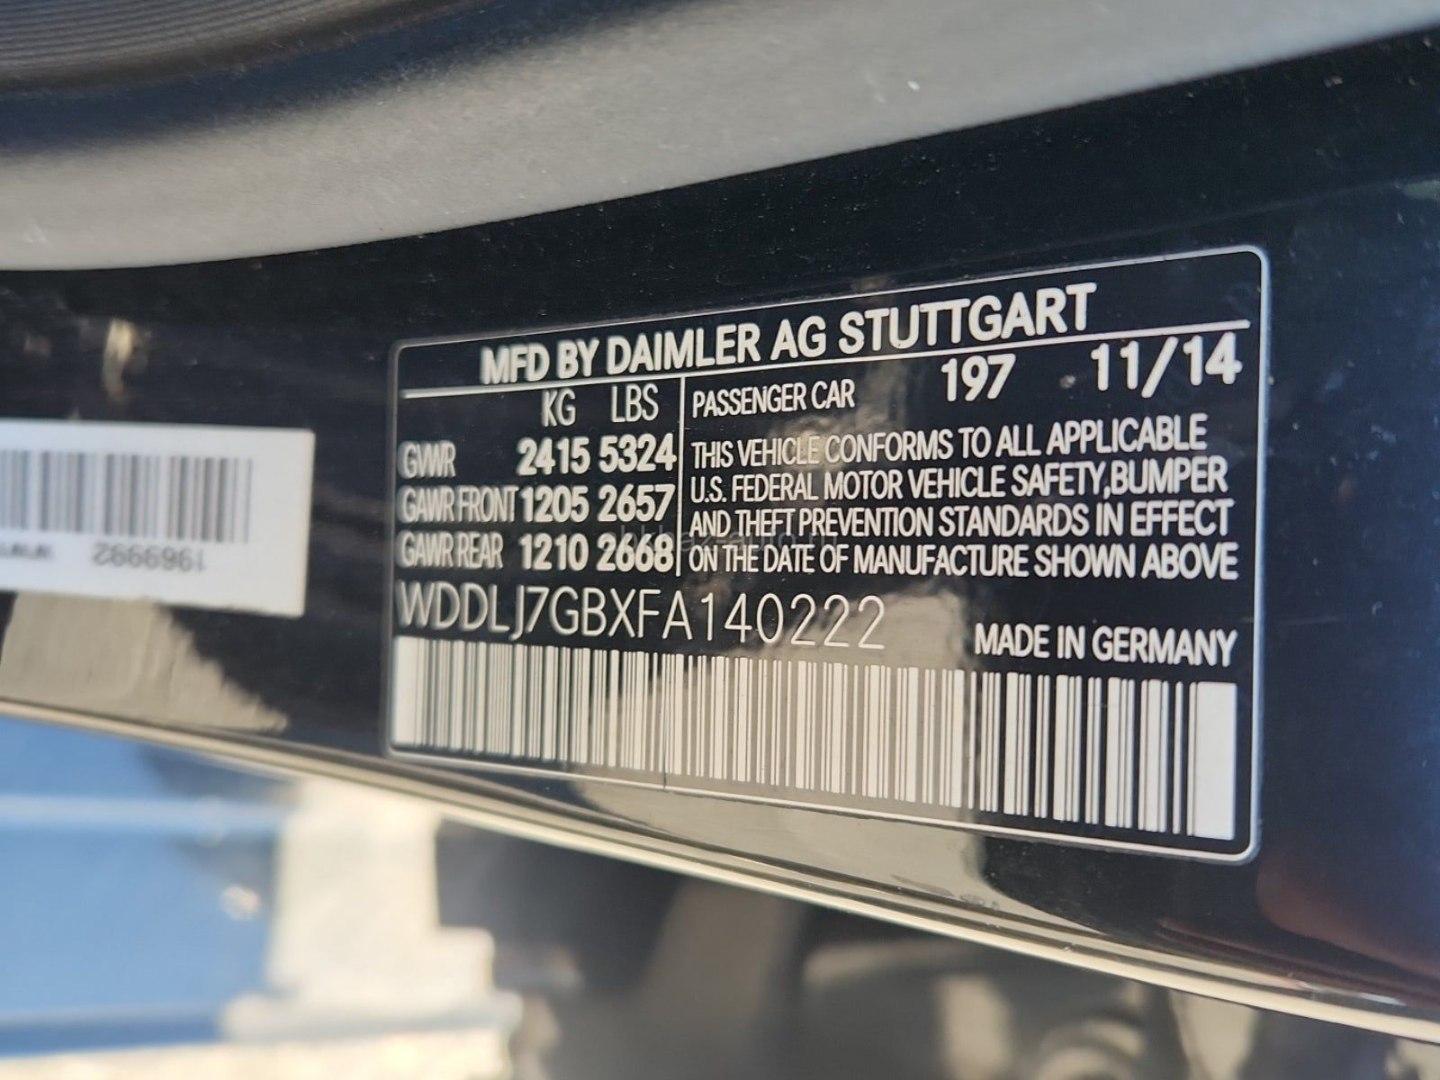 MFD BY DAIMLER AG STUTTGART
KG LBS
GVWR 2415 5324
GAWR FRONT 1205 2657
GAWR REAR 1210 2668
PASSENGER CAR 197 11/14
THIS VEHICLE CONFORMS TO ALL APPLICABLE
U.S. FEDERAL MOTOR VEHICLE SAFETY,BUMPER
AND THEFT PREVENTION STANDARDS IN EFFECT
ON THE DATE OF MANUFACTURE SHOWN ABOVE
WDDLJ7GBXFA140222
MADE IN GERMANY